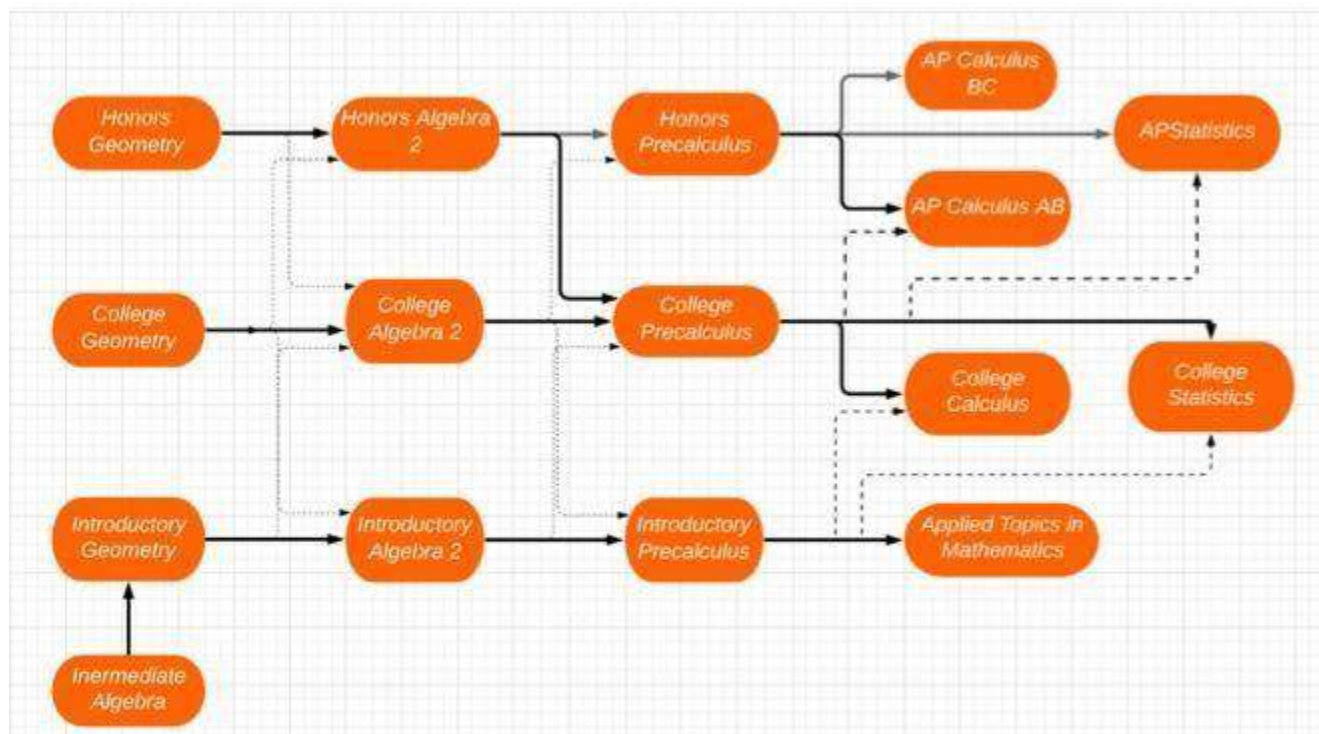 AP Calculus
BC
Honors
Geometry
Honors Algebra
2
Honors
Precalculus
APStatistics
AP Calculus AB
College
Geometry
College
Algebra 2
College
Precalculus
College
Calculus
College
Statistics
Introductory
Geometry
Introductory
Algebra 2
Introductory
Precalculus
Applied Topics in
Mathematics
Inermediate
Algebra